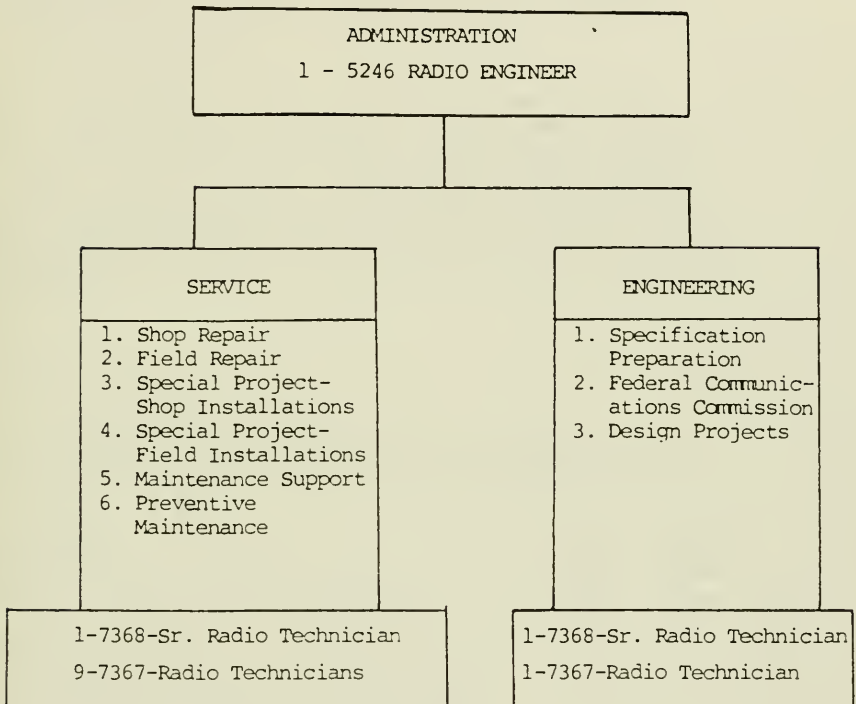 ADMINISTRATION
1 - 5246 RADIO ENGINEER
SERVICE
1. Shop Repair
2. Field Repair
3. Special Project-
Shop Installations
4. Special Project-
Field Installations
5. Maintenance Support
6. Preventive
Maintenance
1-7368-Sr. Radio Technician
9-7367-Radio Technicians
ENGINEERING
1. Specification
Preparation
2. Federal Communic-
ations Commission
3. Design Projects
1-7368-Sr. Radio Technician
1-7367-Radio Technician